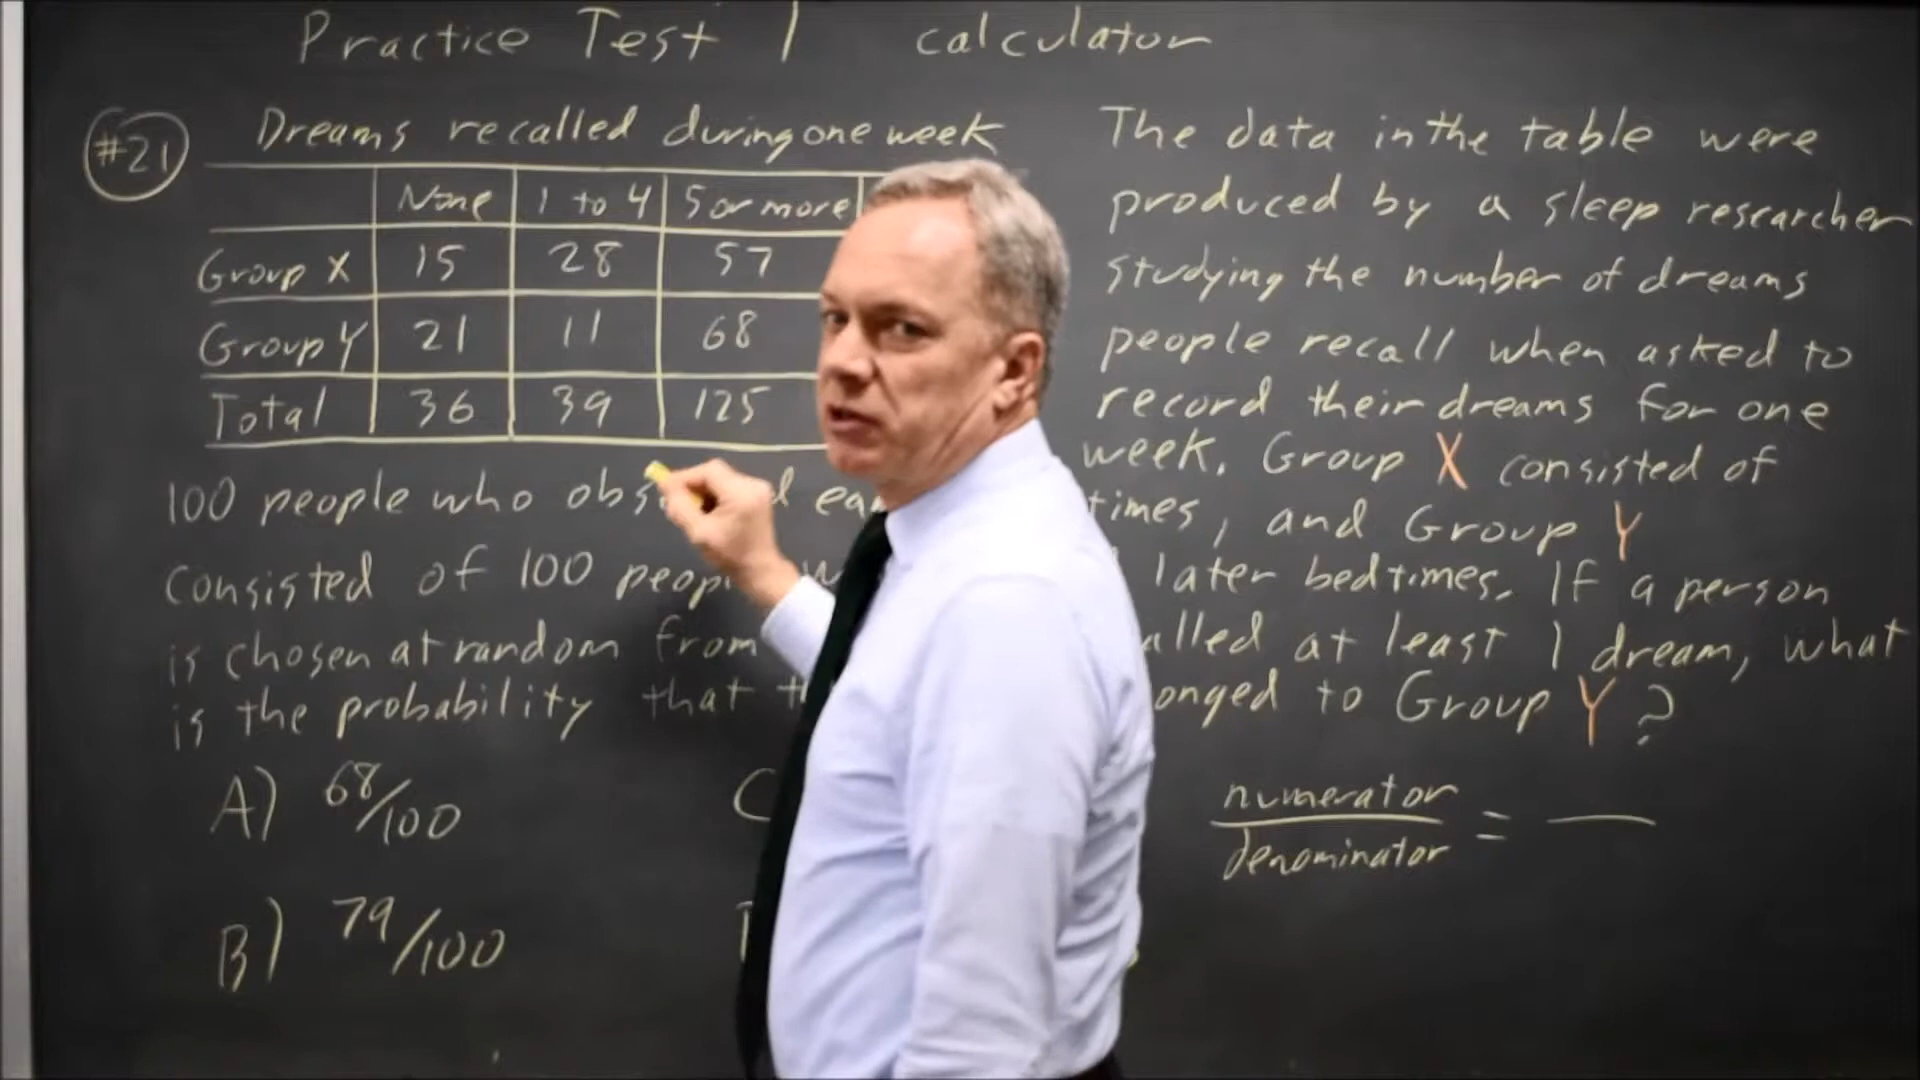 Practice Test 1 calculator
#21
Dreams recalled during one week
None 1 to 4 5 or more
Group X 15 28 57
Group Y 21 11 68
Total 36 39 125
The data in the table were
produced by a sleep researcher
studying the number of dreams
people recall when asked to
record their dreams for one
week. Group X consisted of
100 people who times, and Group Y
consisted of 100 later bedtimes. If a person
is chosen at random from at least 1 dream, what
is the probability that to Group Y?
A) 68/100
B) 79/100
C
numerator
denominator = —